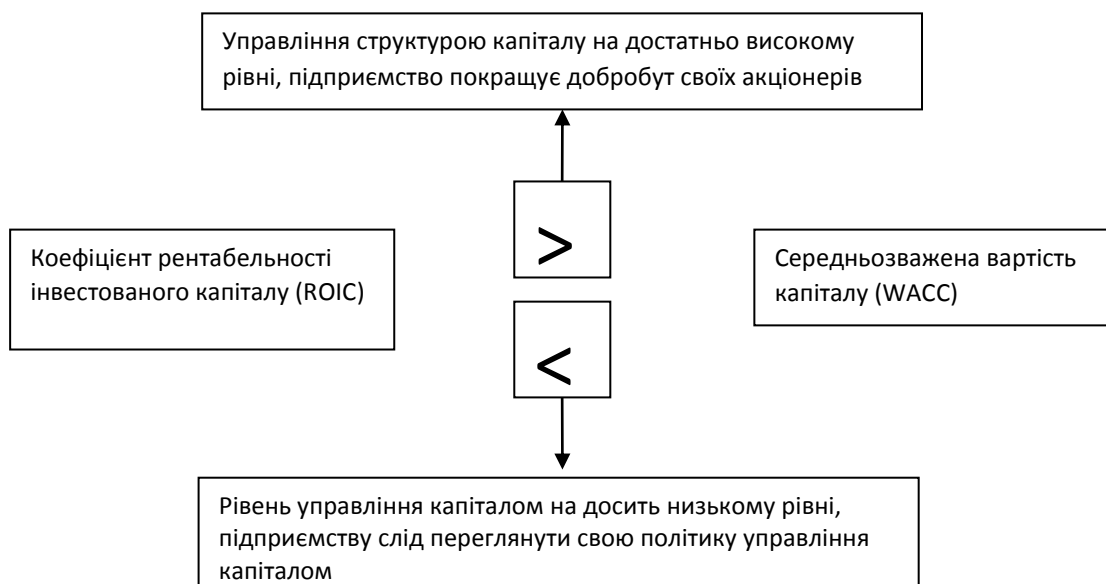 Управління структурою капіталу на достатньо високому
рівні, підприємство покращує добробут своїх акціонерів
>
Коефіцієнт рентабельності
інвестованого капіталу (ROIC)
Середньозважена вартість
капіталу (WACC)
<
Рівень управління капіталом на досить низькому рівні,
підприємству слід переглянути свою політику управління
капіталом